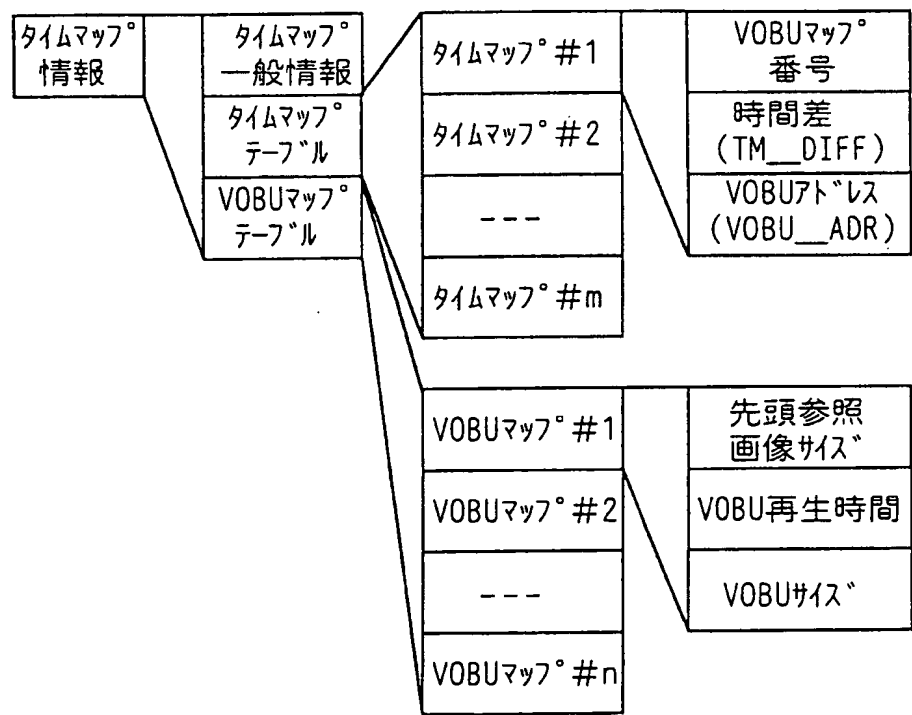 ﾀｲﾑﾏｯﾌﾟ
情報
ﾀｲﾑﾏｯﾌﾟ
一般情報
ﾀｲﾑﾏｯﾌﾟ
ﾃｰﾌﾞﾙ
VOBUﾏｯﾌﾟ
ﾃｰﾌﾞﾙ
ﾀｲﾑﾏｯﾌﾟ#1
ﾀｲﾑﾏｯﾌﾟ#2
---
ﾀｲﾑﾏｯﾌﾟ#m
VOBUﾏｯﾌﾟ
番号
時間差
(TM__DIFF)
VOBUｱﾄﾞﾚｽ
(VOBU__ADR)
VOBUﾏｯﾌﾟ#1
VOBUﾏｯﾌﾟ#2
---
VOBUﾏｯﾌﾟ#n
先頭参照
画像ｻｲｽﾞ
VOBU再生時間
VOBUｻｲｽﾞ